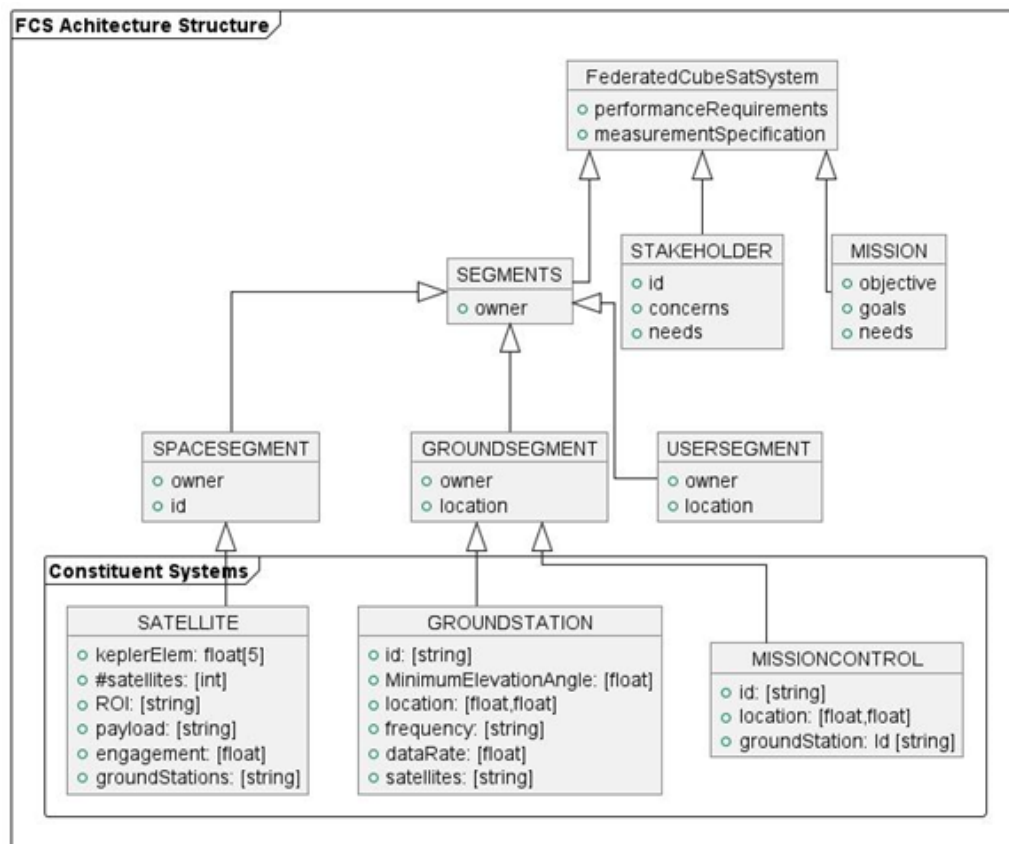 FCS Achitecture Structure
FederatedCubeSatSystem
performanceRequirements
measurementSpecification
SEGMENTS
owner
STAKEHOLDER
id
concerns
needs
MISSION
objective
goals
needs
SPACESEGMENT
owner
id
GROUNDSEGMENT
owner
location
USERSEGMENT
owner
location
Constituent Systems
SATELLITE
keplerElem: float[5]
#satellites: [int]
ROI: [string]
payload: [string]
engagement: [float]
groundStations: [string]
GROUNDSTATION
id: [string]
MinimumElevationAngle: [float]
location: [float,float]
frequency: [string]
dataRate: [float]
satellites: [string]
MISSIONCONTROL
id: [string]
location: [float,float]
groundStation: Id [string]